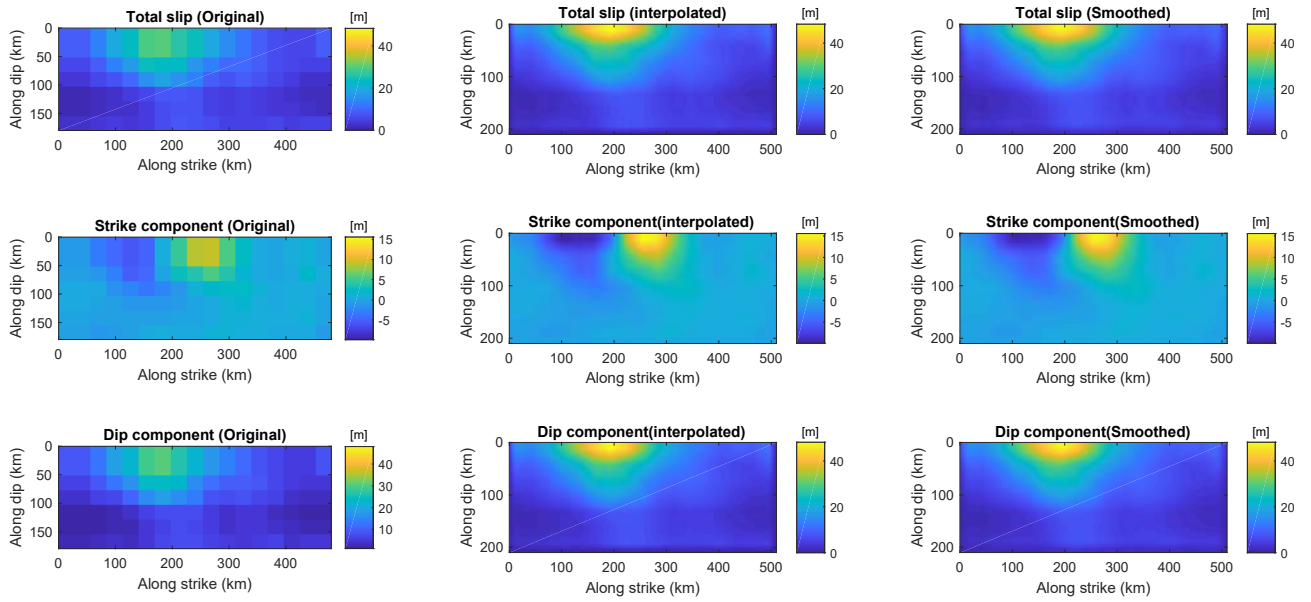 Total slip (Original)
[m]
0
50
100
150
Along dip (km)
0 100 200 300 400
Along strike (km)
40
20
0
Total slip (interpolated)
[m]
0
100
200
Along dip (km)
0 100 200 300 400 500
Along strike (km)
40
20
0
Total slip (Smoothed)
[m]
0
100
200
Along dip (km)
0 100 200 300 400 500
Along strike (km)
40
20
0
Strike component (Original)
[m]
0
50
100
150
Along dip (km)
0 100 200 300 400
Along strike (km)
15
10
5
0
-5
Strike component(interpolated)
[m]
0
100
200
Along dip (km)
0 100 200 300 400 500
Along strike (km)
15
10
5
0
-5
Strike component(Smoothed)
[m]
0
100
200
Along dip (km)
0 100 200 300 400 500
Along strike (km)
15
10
5
0
-5
Dip component (Original)
[m]
0
50
100
150
Along dip (km)
0 100 200 300 400
Along strike (km)
40
30
20
10
Dip component(interpolated)
[m]
0
100
200
Along dip (km)
0 100 200 300 400 500
Along strike (km)
40
20
0
Dip component(Smoothed)
[m]
0
100
200
Along dip (km)
0 100 200 300 400 500
Along strike (km)
40
20
0